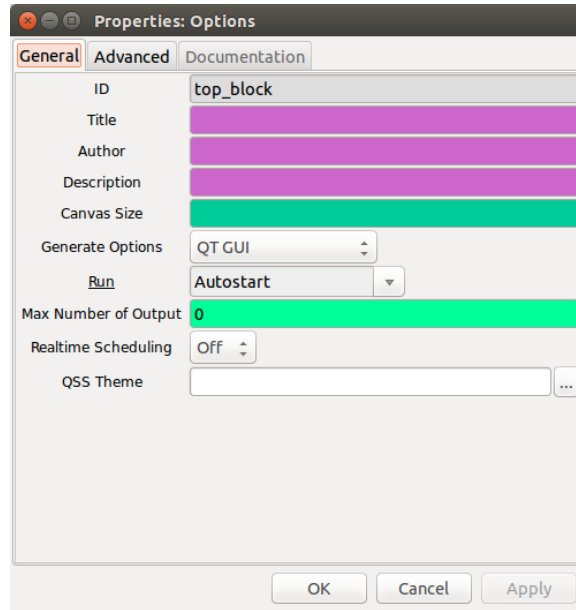 Properties: Options
General Advanced Documentation
ID top_block
Title
Author
Description
Canvas Size
Generate Options QT GUI
Run Autostart
Max Number of Output 0
Realtime Scheduling Off
QSS Theme ...
OK Cancel Apply